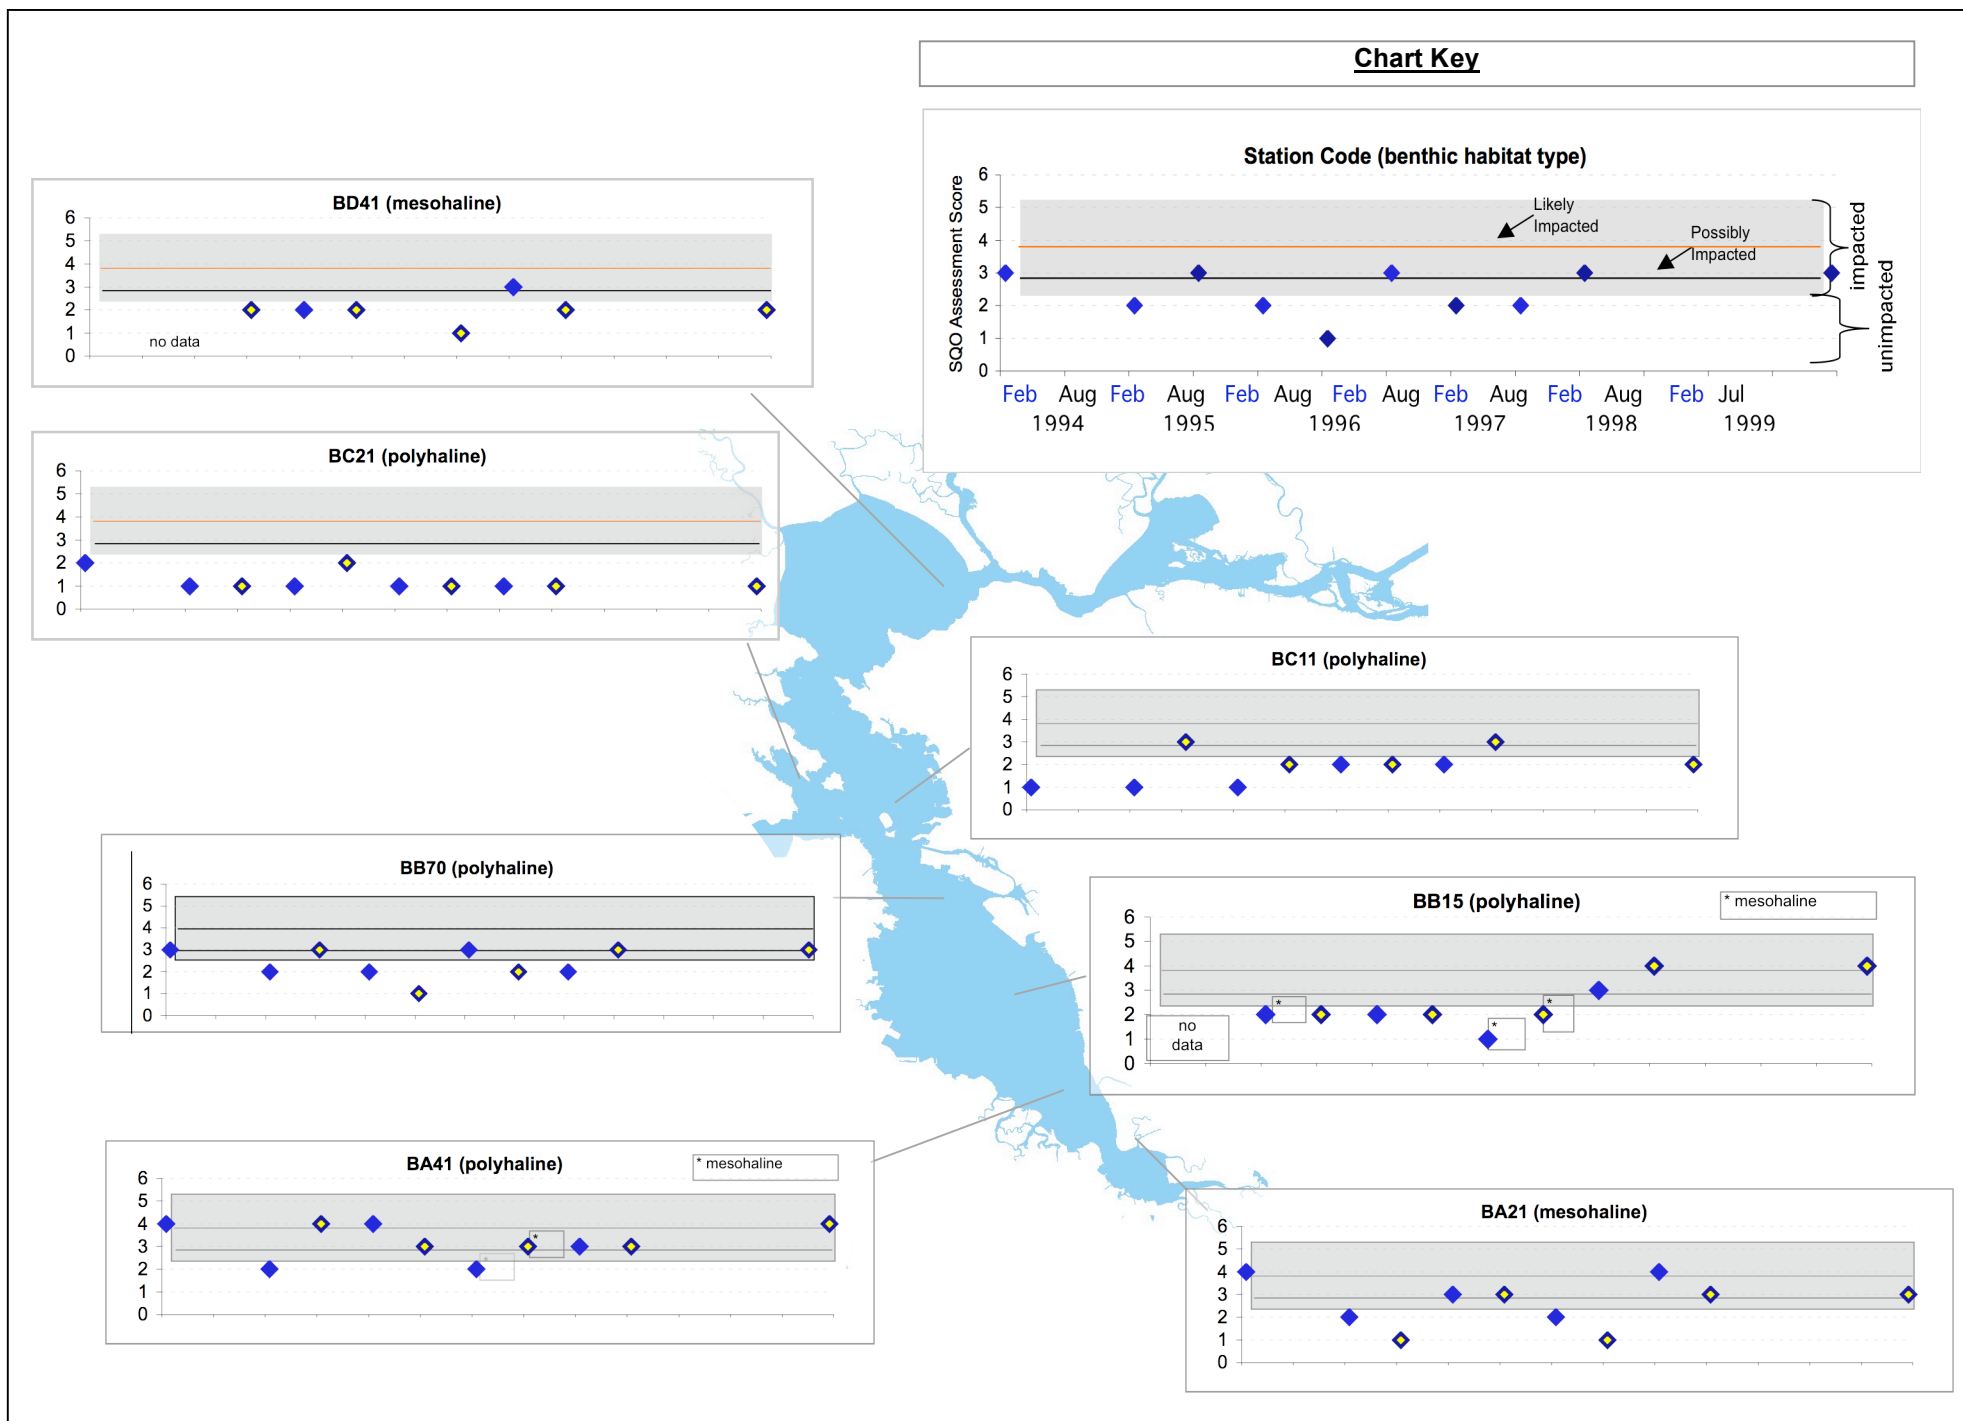 Chart Key
Station Code (benthic habitat type)
SQO Assessment Score
6
5
4
3
2
1
0
Likely
Impacted
Possibly
Impacted
impacted
unimpacted
Feb Aug Feb Aug Feb Aug Feb Aug Feb Aug Feb Aug Feb Jul
1994 1995 1996 1997 1998 1999
BD41 (mesohaline)
6
5
4
3
2
1
0
no data
BC21 (polyhaline)
6
5
4
3
2
1
0
BC11 (polyhaline)
6
5
4
3
2
1
0
BB70 (polyhaline)
6
5
4
3
2
1
0
BB15 (polyhaline)
* mesohaline
6
5
4
3
2
1
0
*
*
*
no
data
BA41 (polyhaline)
* mesohaline
6
5
4
3
2
1
0
*
*
BA21 (mesohaline)
6
5
4
3
2
1
0